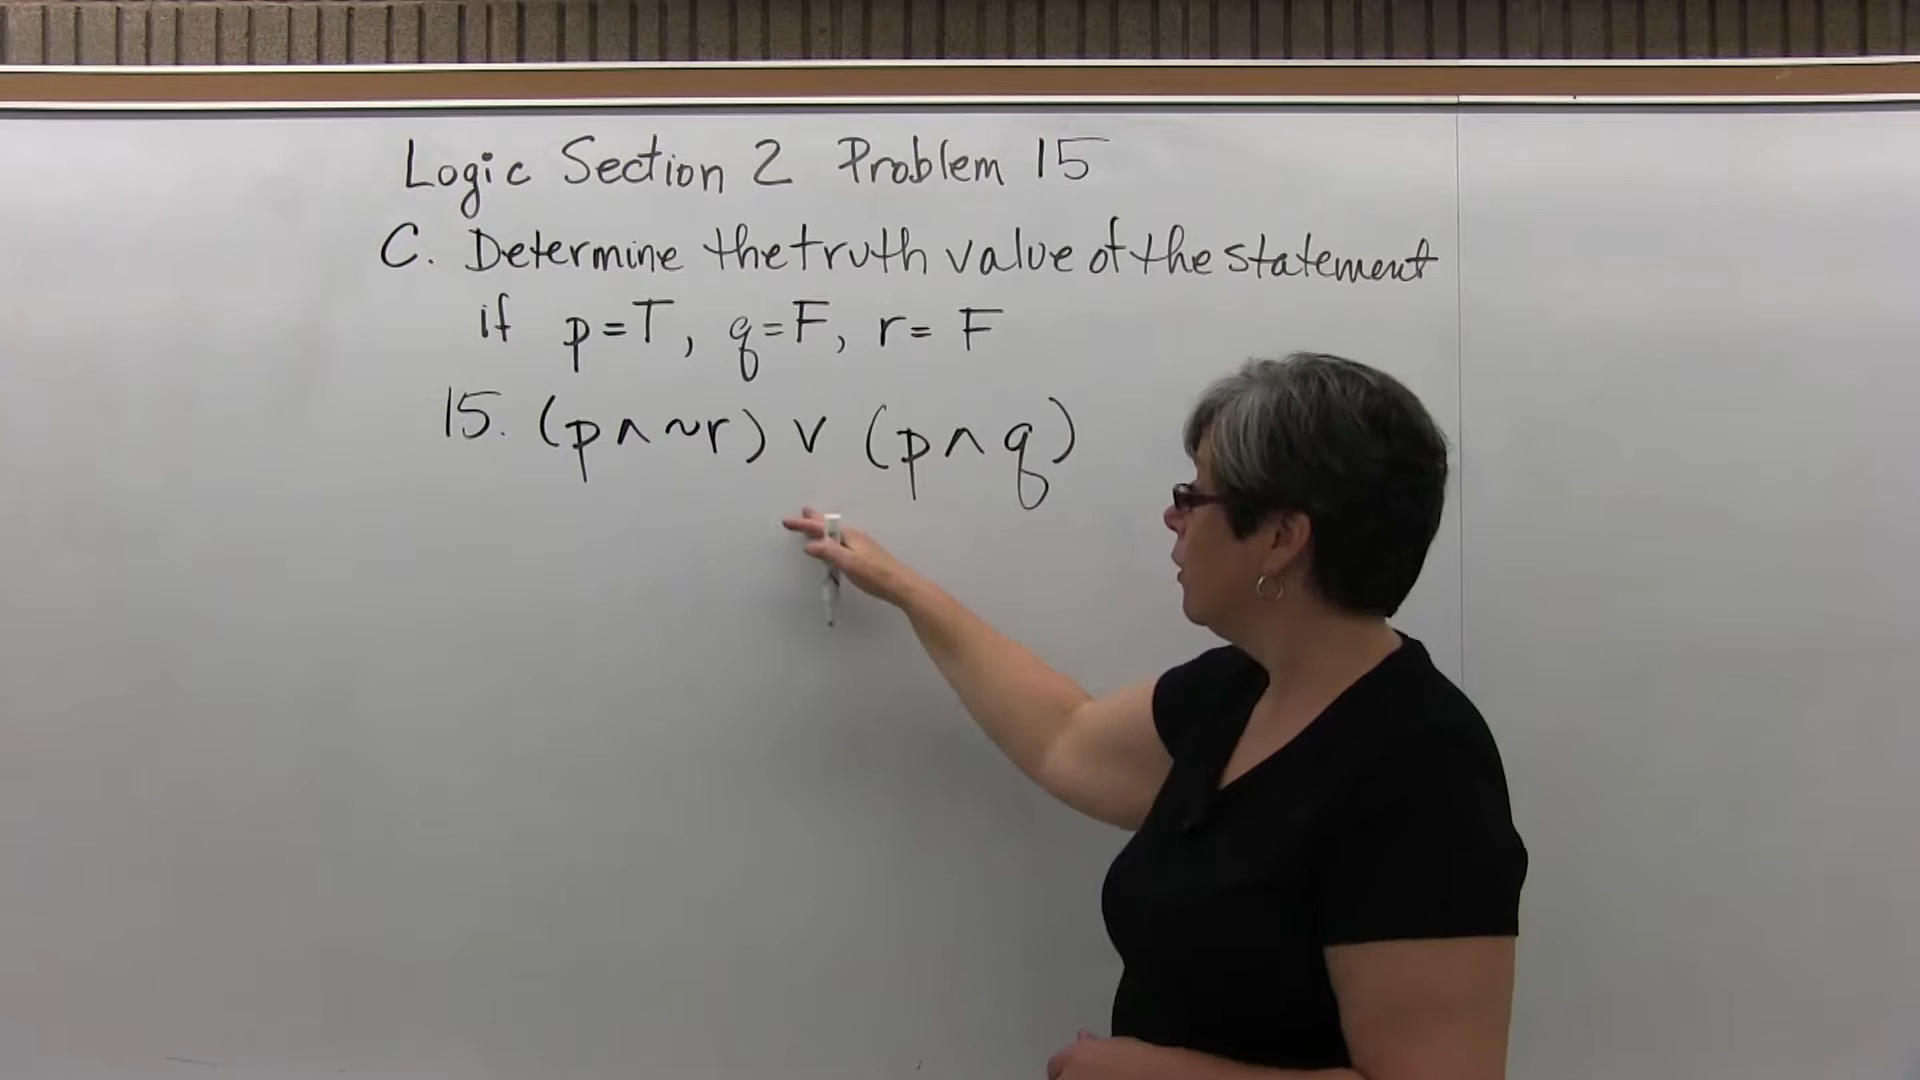 Logic Section 2 Problem 15
C. Determine the truth value of the statement
if p=T, q=F, r= F
15. (p ∧ ~r) ∨ (p ∧ q)